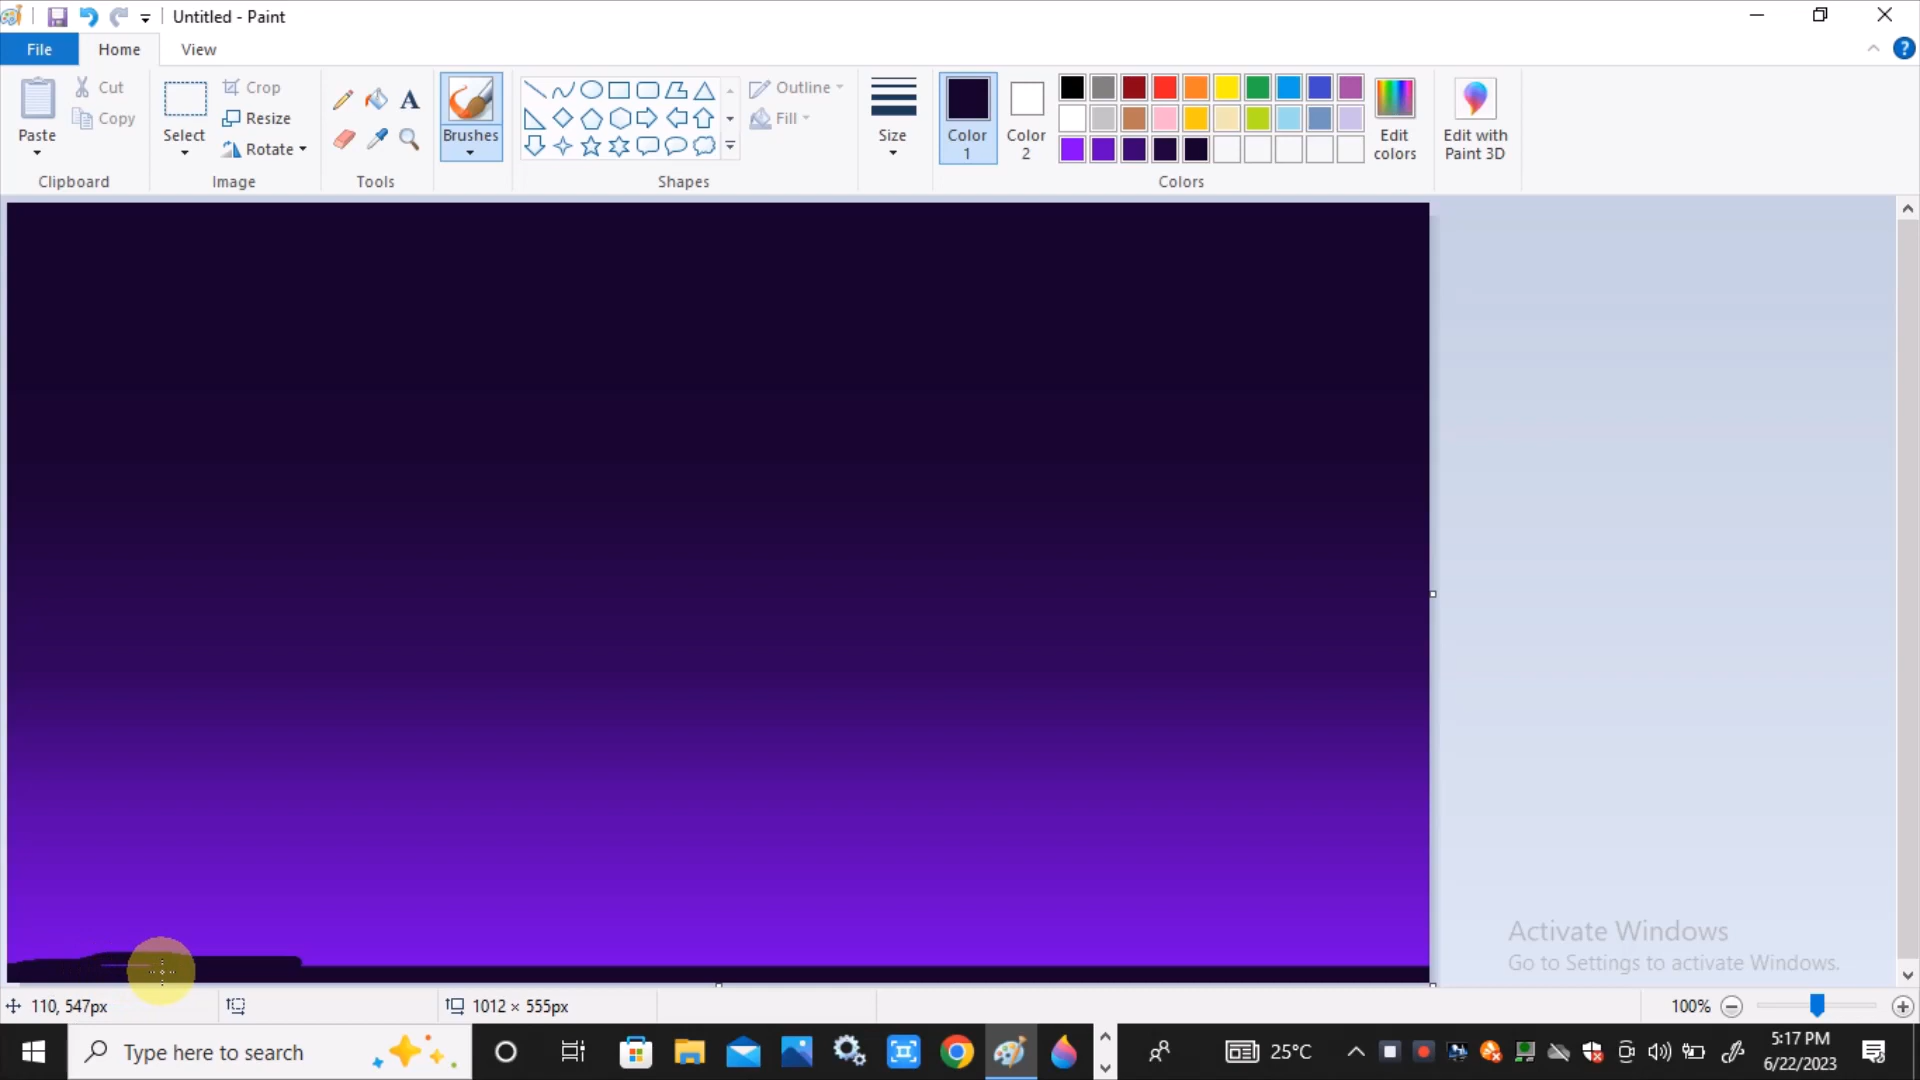 Untitled - Paint
File Home View
Paste
Cut
Copy
Clipboard
Select
Crop
Resize
Rotate
Image
A
Tools
Brushes
Shapes
Outline
Fill
Size
Color 1
Color 2
Edit colors
Colors
Edit with Paint 3D
Activate Windows
Go to Settings to activate Windows.
110, 547px
1012 × 555px
100%
Type here to search
25°C
5:17 PM
6/22/2023